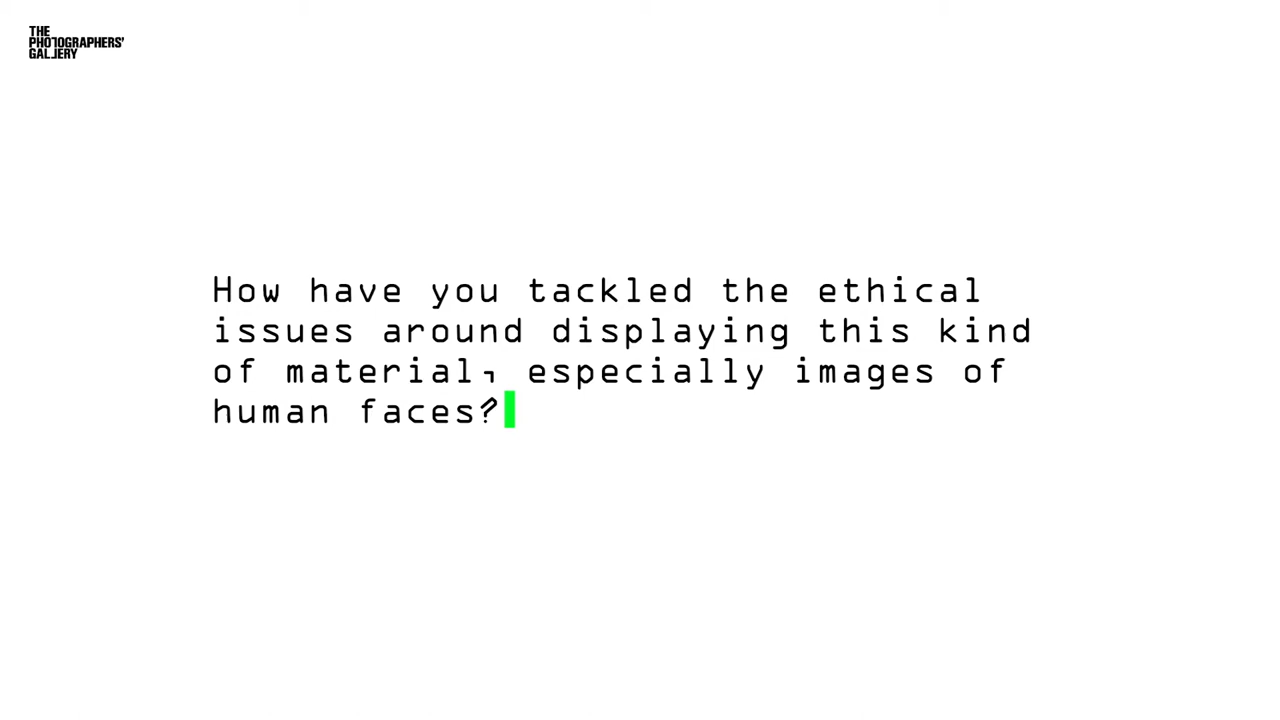 THE
PHOTOGRAPHERS'
GALLERY
How have you tackled the ethical
issues around displaying this kind
of material, especially images of
human faces?